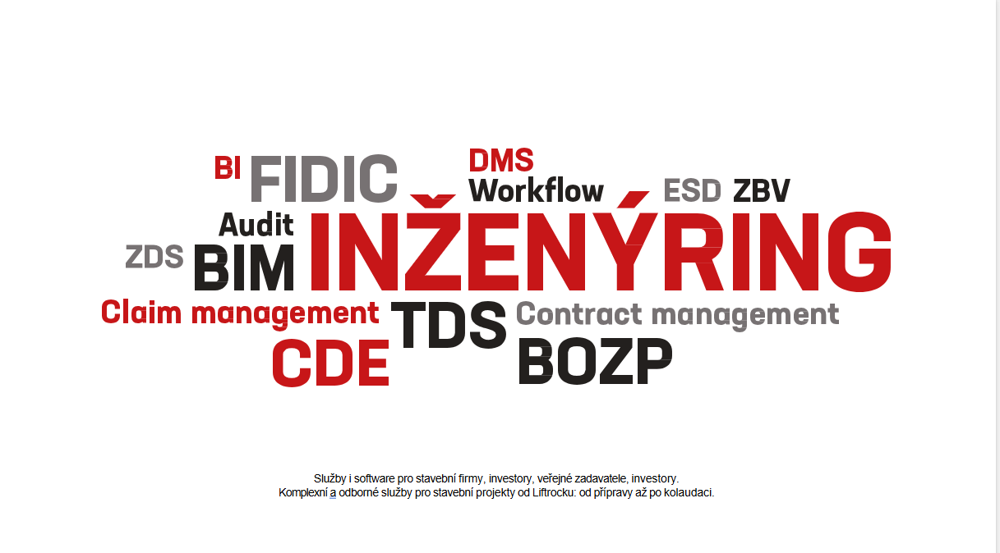 BI FIDIC DMS
Workflow ESD ZBV
Audit
ZDS BIM INŽENÝRING
Claim management TDS Contract management
CDE BOZP
Služby i software pro stavební firmy, investory, veřejné zadavatele, investory.
Komplexní a odborné služby pro stavební projekty od Liftrocku: od přípravy až po kolaudaci.